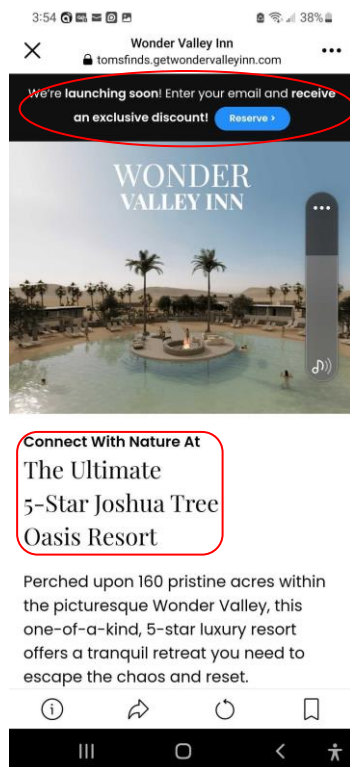 3:54
38%
Wonder Valley Inn
tomsfinds.getwondervalleyinn.com
We're launching soon! Enter your email and receive
an exclusive discount! Reserve >
WONDER
VALLEY INN
Connect With Nature At
The Ultimate
5-Star Joshua Tree
Oasis Resort
Perched upon 160 pristine acres within
the picturesque Wonder Valley, this
one-of-a-kind, 5-star luxury resort
offers a tranquil retreat you need to
escape the chaos and reset.